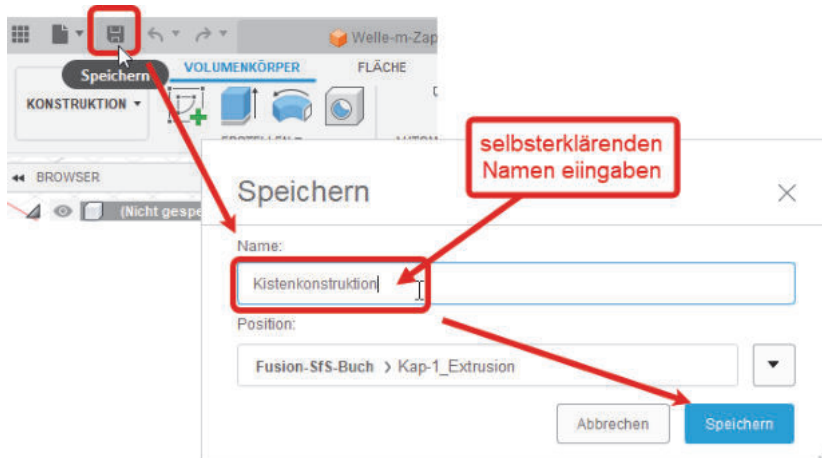 Welle-m-Zap
Speichern
VOLUMENKÖRPER
FLÄCHE
KONSTRUKTION
BROWSER
(Nicht gespe
selbsterklärenden
Namen eiingaben
Speichern
Name:
Kistenkonstruktion
Position:
Fusion-SfS-Buch > Kap-1_Extrusion
Abbrechen
Speichern